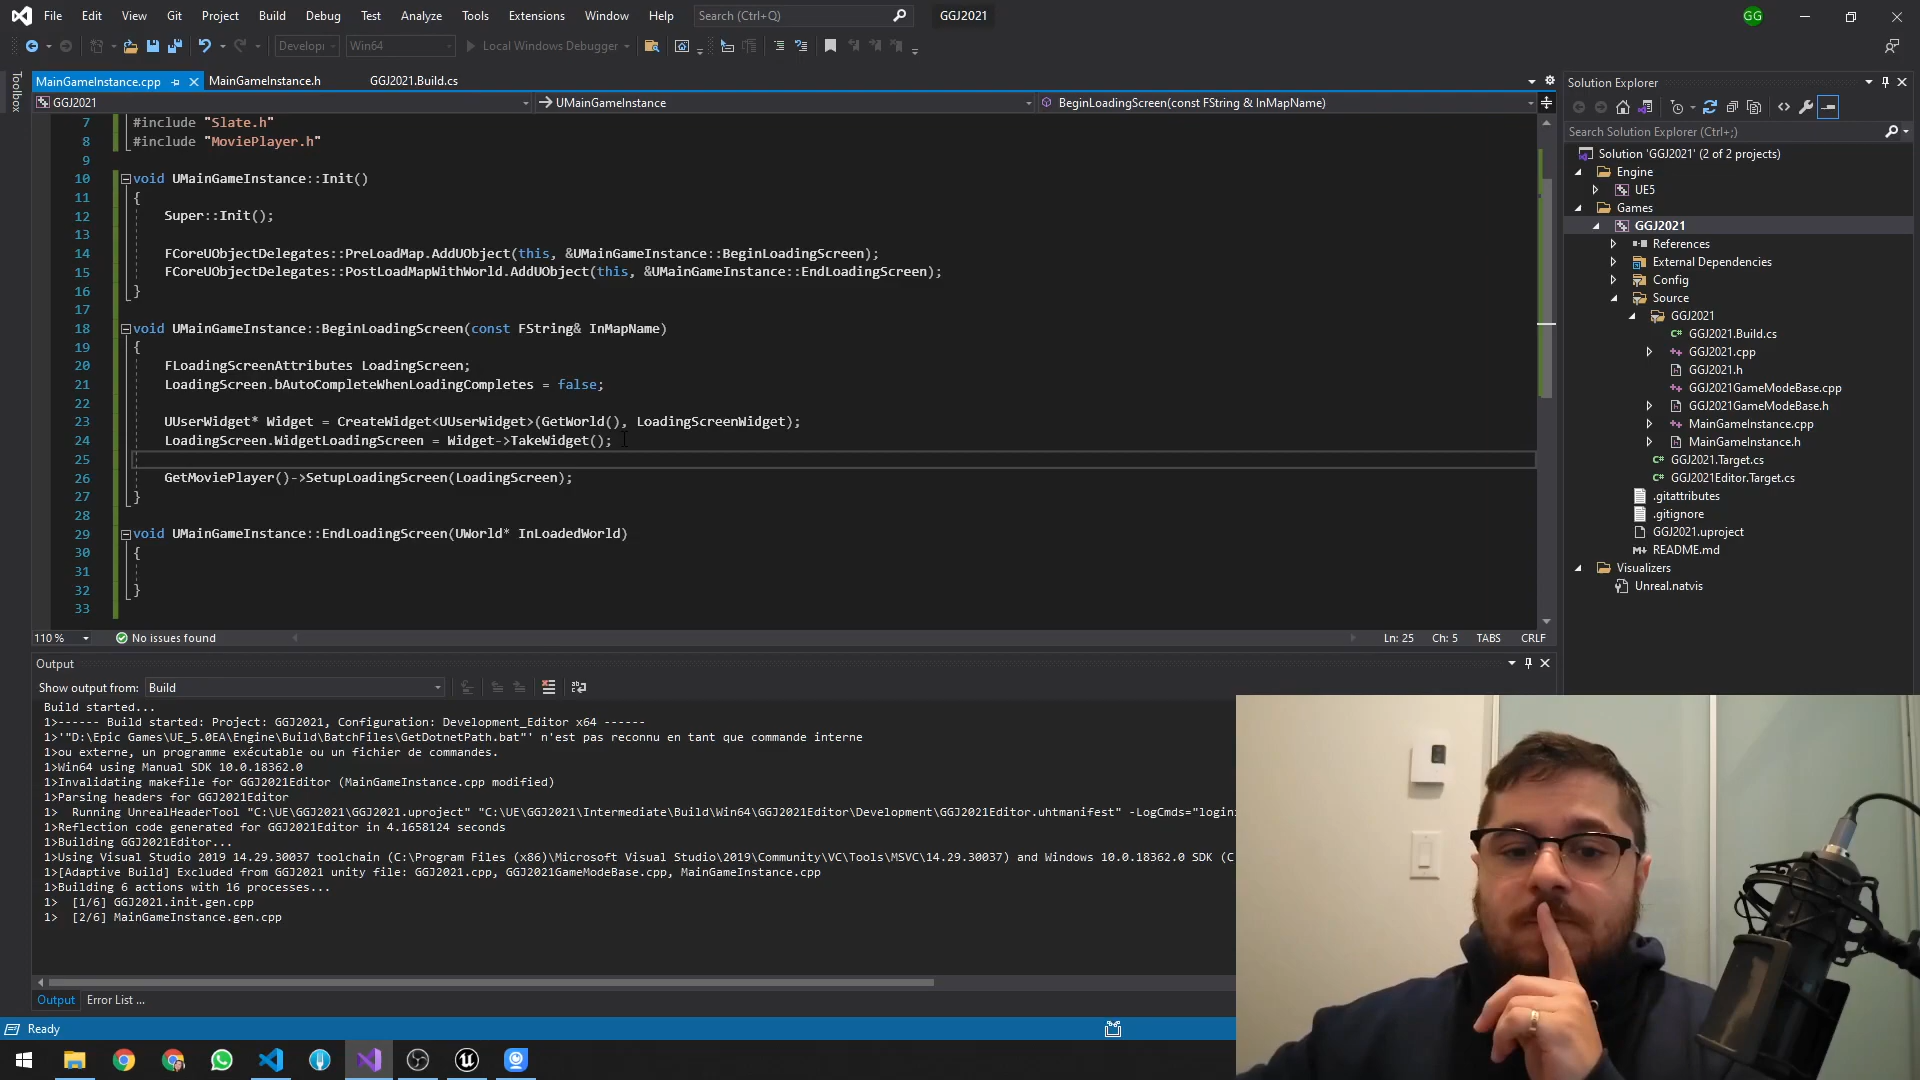 File Edit View Git Project Build Debug Test Analyze Tools Extensions Window Help Search (Ctrl+Q) GGJ2021 GG
Develop Win64 Local Windows Debugger
Toolbox
MainGameInstance.cpp MainGameInstance.h GGJ2021.Build.cs
GGJ2021 UMainGameInstance BeginLoadingScreen(const FString & InMapName)
7 #include "Slate.h"
8 #include "MoviePlayer.h"
9
10 void UMainGameInstance::Init()
11 {
12 Super::Init();
13
14 FCoreUObjectDelegates::PreLoadMap.AddUObject(this, &UMainGameInstance::BeginLoadingScreen);
15 FCoreUObjectDelegates::PostLoadMapWithWorld.AddUObject(this, &UMainGameInstance::EndLoadingScreen);
16 }
17
18 void UMainGameInstance::BeginLoadingScreen(const FString& InMapName)
19 {
20 FLoadingScreenAttributes LoadingScreen;
21 LoadingScreen.bAutoCompleteWhenLoadingCompletes = false;
22
23 UUserWidget* Widget = CreateWidget<UUserWidget>(GetWorld(), LoadingScreenWidget);
24 LoadingScreen.WidgetLoadingScreen = Widget->TakeWidget();
25
26 GetMoviePlayer()->SetupLoadingScreen(LoadingScreen);
27 }
28
29 void UMainGameInstance::EndLoadingScreen(UWorld* InLoadedWorld)
30 {
31
32 }
33
110 % No issues found Ln: 25 Ch: 5 TABS CRLF
Output
Show output from: Build
Build started...
1>------ Build started: Project: GGJ2021, Configuration: Development_Editor x64 ------
1>'"D:\Epic Games\UE_5.0EA\Engine\Build\BatchFiles\GetDotnetPath.bat"' n'est pas reconnu en tant que commande interne
1>ou externe, un programme exécutable ou un fichier de commandes.
1>Win64 using Manual SDK 10.0.18362.0
1>Invalidating makefile for GGJ2021Editor (MainGameInstance.cpp modified)
1>Parsing headers for GGJ2021Editor
1> Running UnrealHeaderTool "C:\UE\GGJ2021\GGJ2021.uproject" "C:\UE\GGJ2021\Intermediate\Build\Win64\GGJ2021Editor\Development\GGJ2021Editor.uhtmanifest" -LogCmds="login
1>Reflection code generated for GGJ2021Editor in 4.1658124 seconds
1>Building GGJ2021Editor...
1>Using Visual Studio 2019 14.29.30037 toolchain (C:\Program Files (x86)\Microsoft Visual Studio\2019\Community\VC\Tools\MSVC\14.29.30037) and Windows 10.0.18362.0 SDK (C
1>[Adaptive Build] Excluded from GGJ2021 unity file: GGJ2021.cpp, GGJ2021GameModeBase.cpp, MainGameInstance.cpp
1>Building 6 actions with 16 processes...
1> [1/6] GGJ2021.init.gen.cpp
1> [2/6] MainGameInstance.gen.cpp
Output Error List ...
Ready
Solution Explorer
Search Solution Explorer (Ctrl+;)
Solution 'GGJ2021' (2 of 2 projects)
Engine
UE5
Games
GGJ2021
References
External Dependencies
Config
Source
GGJ2021
GGJ2021.Build.cs
GGJ2021.cpp
GGJ2021.h
GGJ2021GameModeBase.cpp
GGJ2021GameModeBase.h
MainGameInstance.cpp
MainGameInstance.h
GGJ2021.Target.cs
GGJ2021Editor.Target.cs
.gitattributes
.gitignore
GGJ2021.uproject
README.md
Visualizers
Unreal.natvis